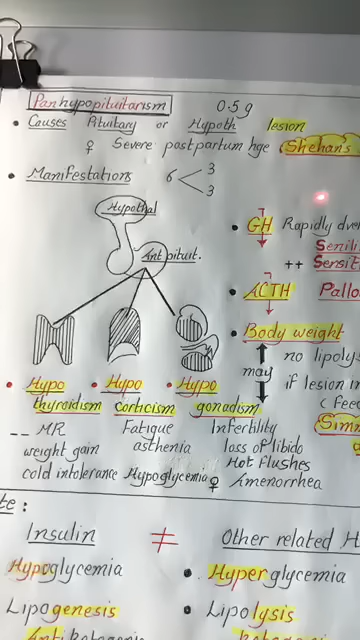 Panhypopituitarism 0.5 g
• Causes Pituitary or Hypoth lesion
♀ Severe postpartum hge (Shehan's
• Manifestations 6 < 3
3
Hypothal
Ant pituit.
• GH Rapidly dve
Senili
++ Sensit
• ACTH Pallo
• Body weight
no lipoly
may if lesion in
( feed
Simm
• Hypo thyroidism
-- MR
weight gain
cold intolerance
• Hypo corticism
Fatigue
asthenia
Hypoglycemia
• Hypo gonadism
Infertility
loss of libido
Hot flushes
♀ Amenorrhea
te:
Insulin ≠ Other related H
Hypoglycemia • Hyperglycemia
Lipogenesis • Lipolysis